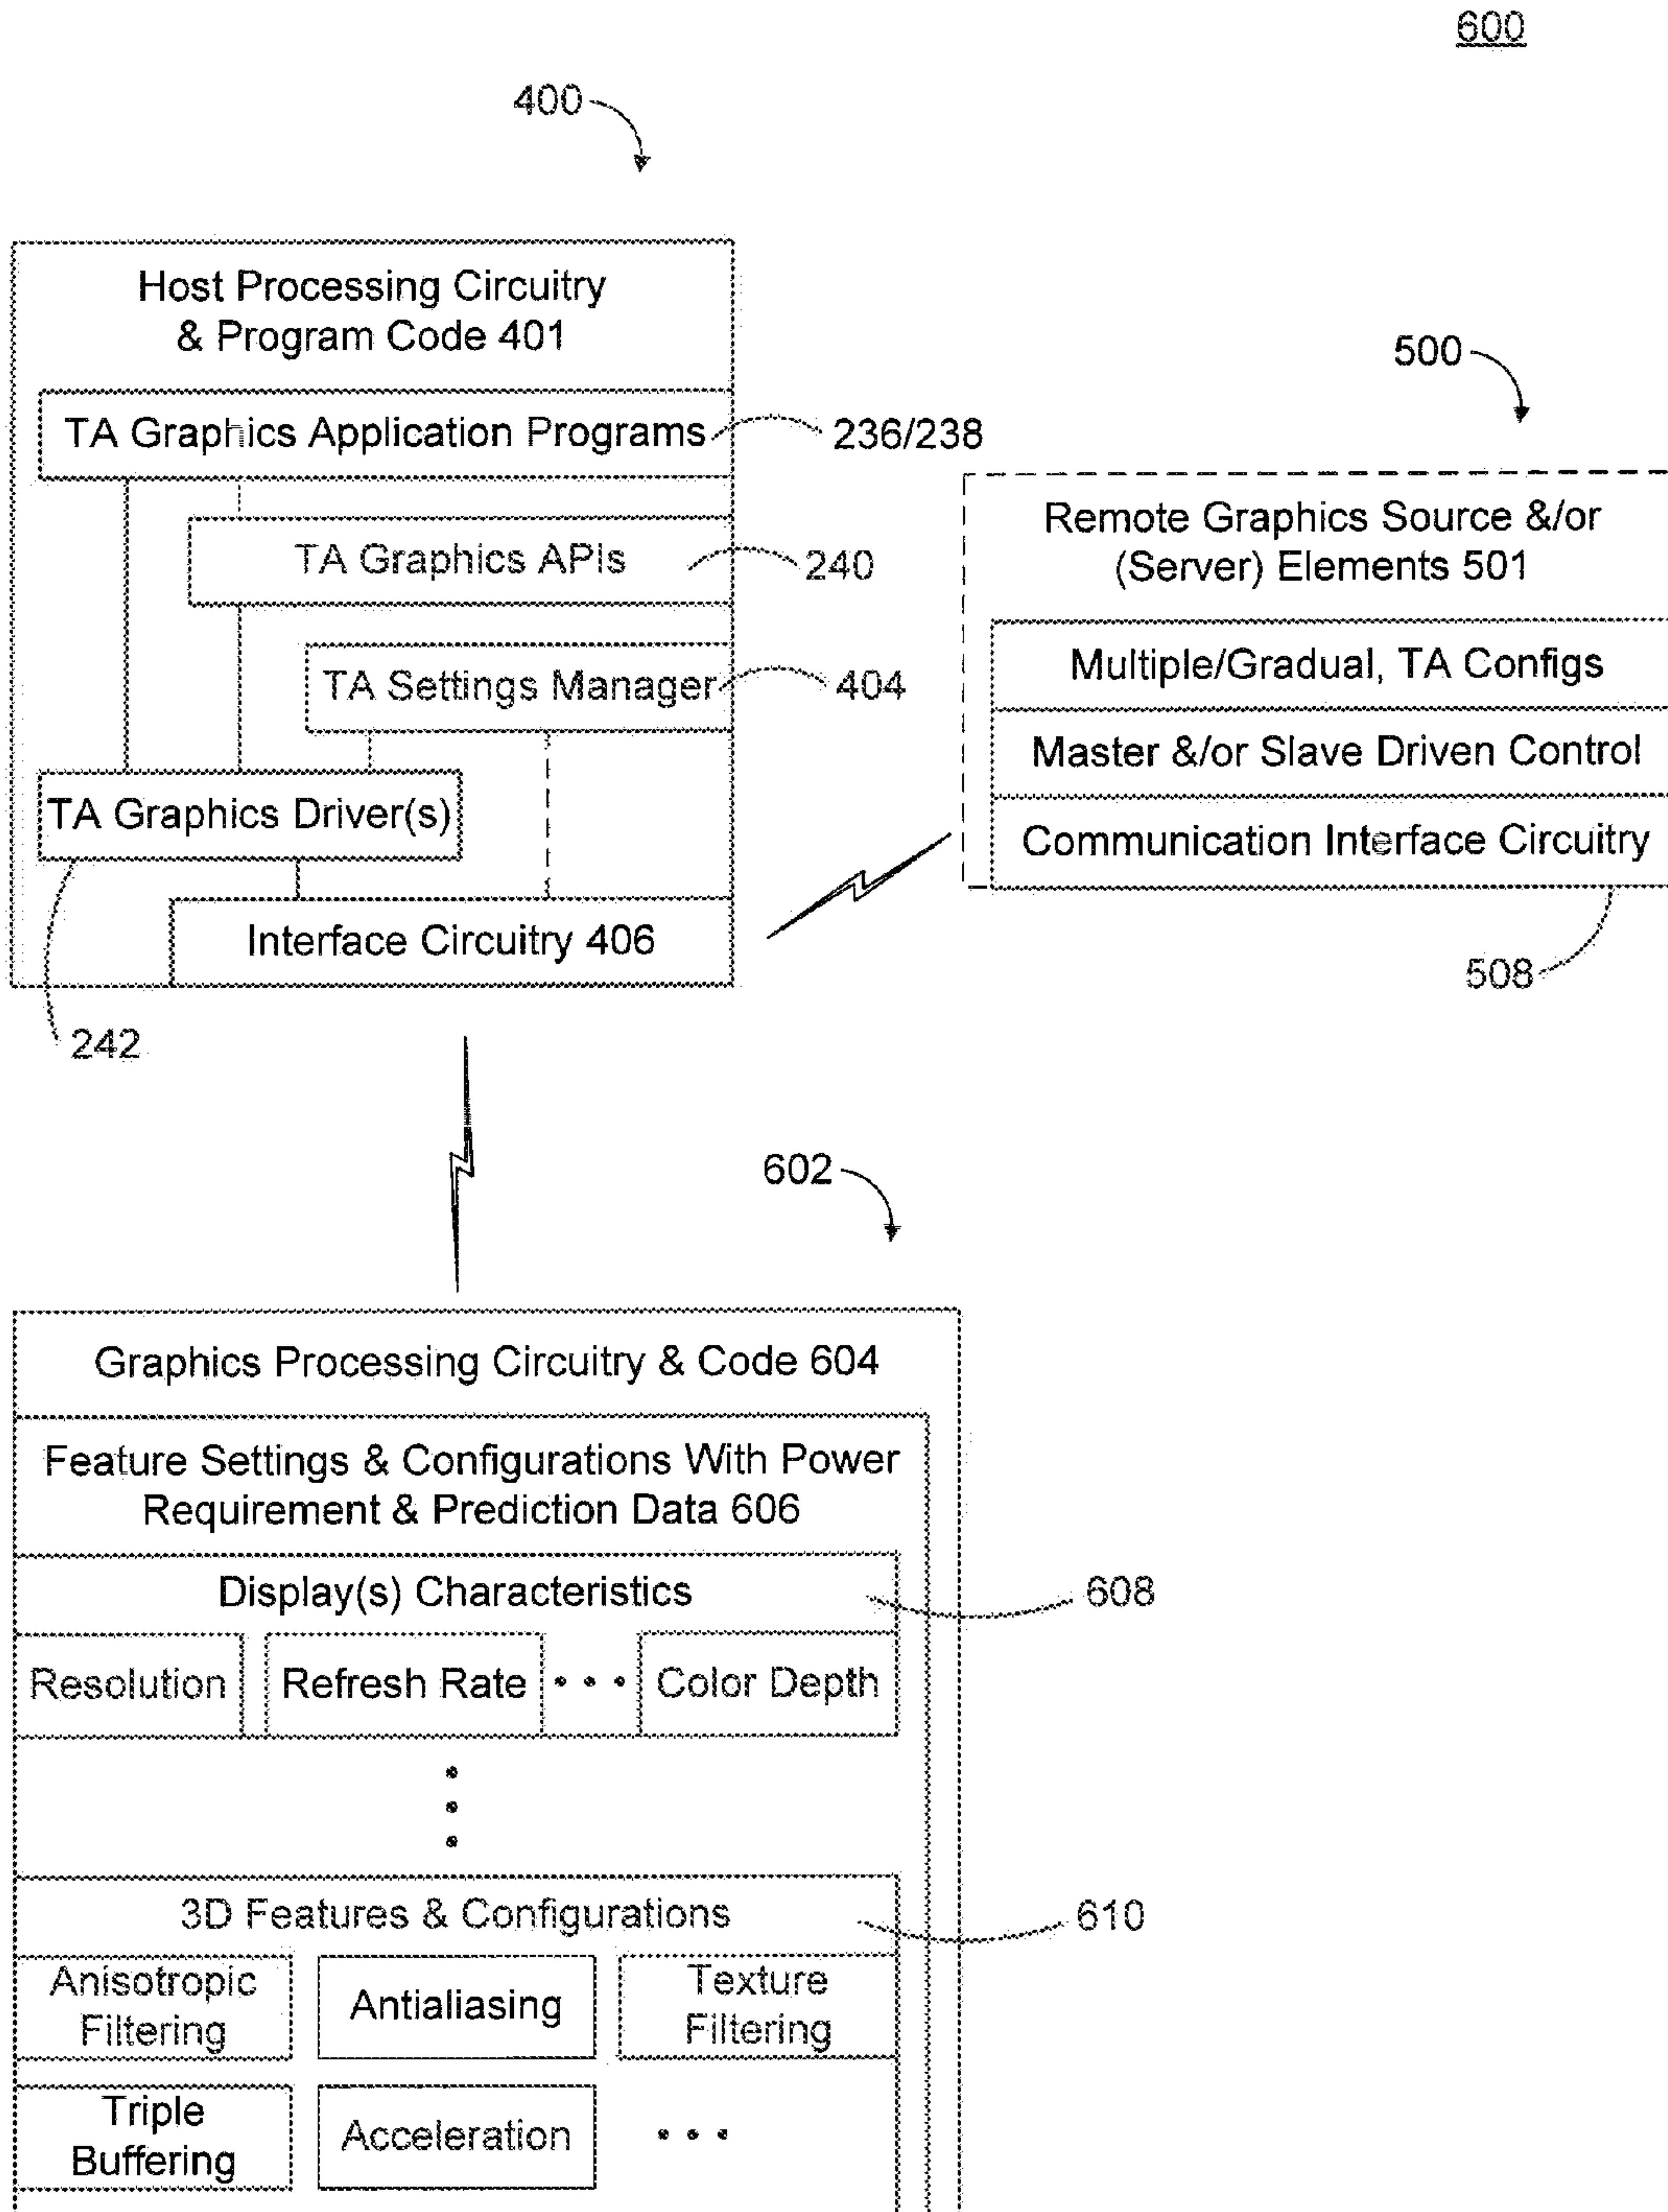 600
400
Host Processing Circuitry
& Program Code 401
TA Graphics Application Programs
236/238
TA Graphics APIs
240
TA Settings Manager
404
TA Graphics Driver(s)
Interface Circuitry 406
242
500
Remote Graphics Source &/or
(Server) Elements 501
Multiple/Gradual, TA Configs
Master &/or Slave Driven Control
Communication Interface Circuitry
508
602
Graphics Processing Circuitry & Code 604
Feature Settings & Configurations With Power
Requirement & Prediction Data 606
Display(s) Characteristics
608
Resolution
Refresh Rate
Color Depth
3D Features & Configurations
610
Anisotropic
Filtering
Antialiasing
Texture
Filtering
Triple
Buffering
Acceleration